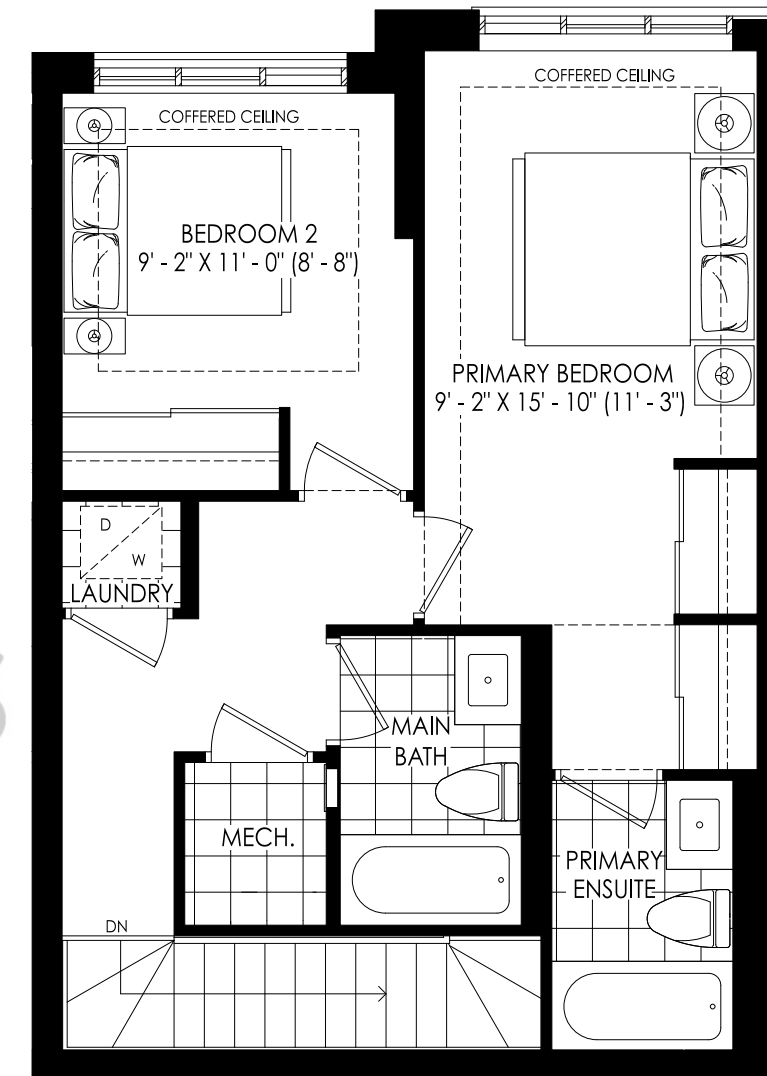 COFFERED CEILING
COFFERED CEILING
BEDROOM 2
9' - 2" X 11' - 0" (8' - 8")
PRIMARY BEDROOM
9' - 2" X 15' - 10" (11' - 3")
D
W
LAUNDRY
MAIN
BATH
MECH.
PRIMARY
ENSUITE
DN